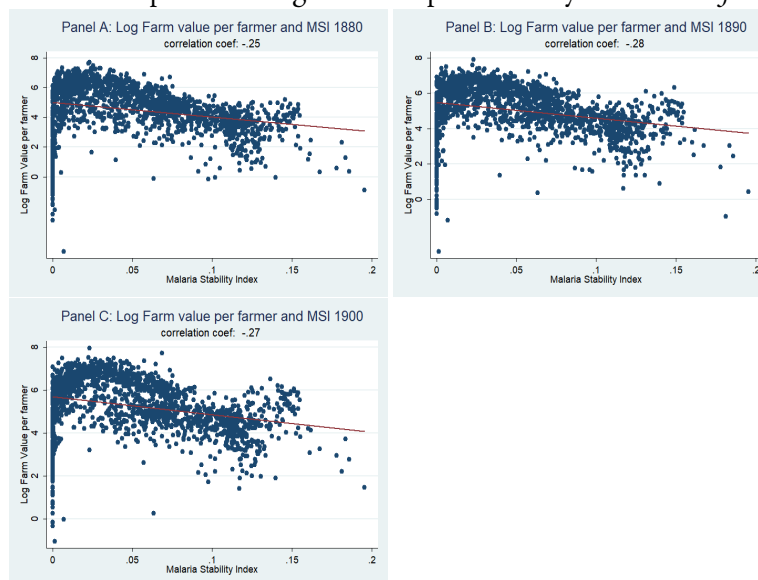 Panel A: Log Farm value per farmer and MSI 1880
correlation coef: -.25
Log Farm Value per farmer
8
6
4
2
0
0 .05 .1 .15 .2
Malaria Stability Index
Panel B: Log Farm value per farmer and MSI 1890
correlation coef: -.28
Log Farm Value per farmer
8
6
4
2
0
0 .05 .1 .15 .2
Malaria Stability Index
Panel C: Log Farm value per farmer and MSI 1900
correlation coef: -.27
Log Farm Value per farmer
8
6
4
2
0
0 .05 .1 .15 .2
Malaria Stability Index